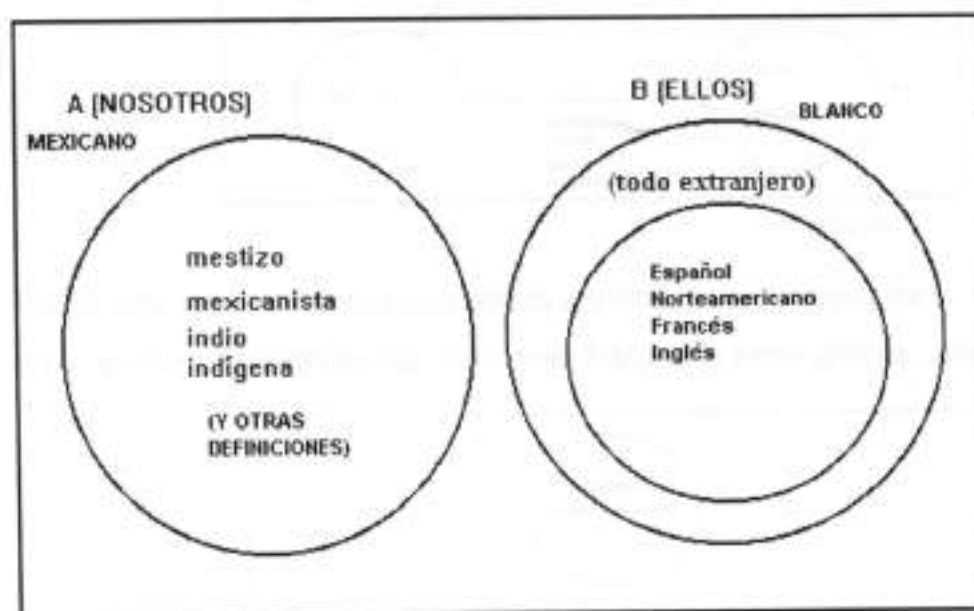 A (NOSOTROS)
MEXICANO
mestizo
mexicanista
indio
indígena
(Y OTRAS
DEFINICIONES)
B (ELLOS)
BLANCO
(todo extranjero)
Español
Norteamericano
Francés
Inglés